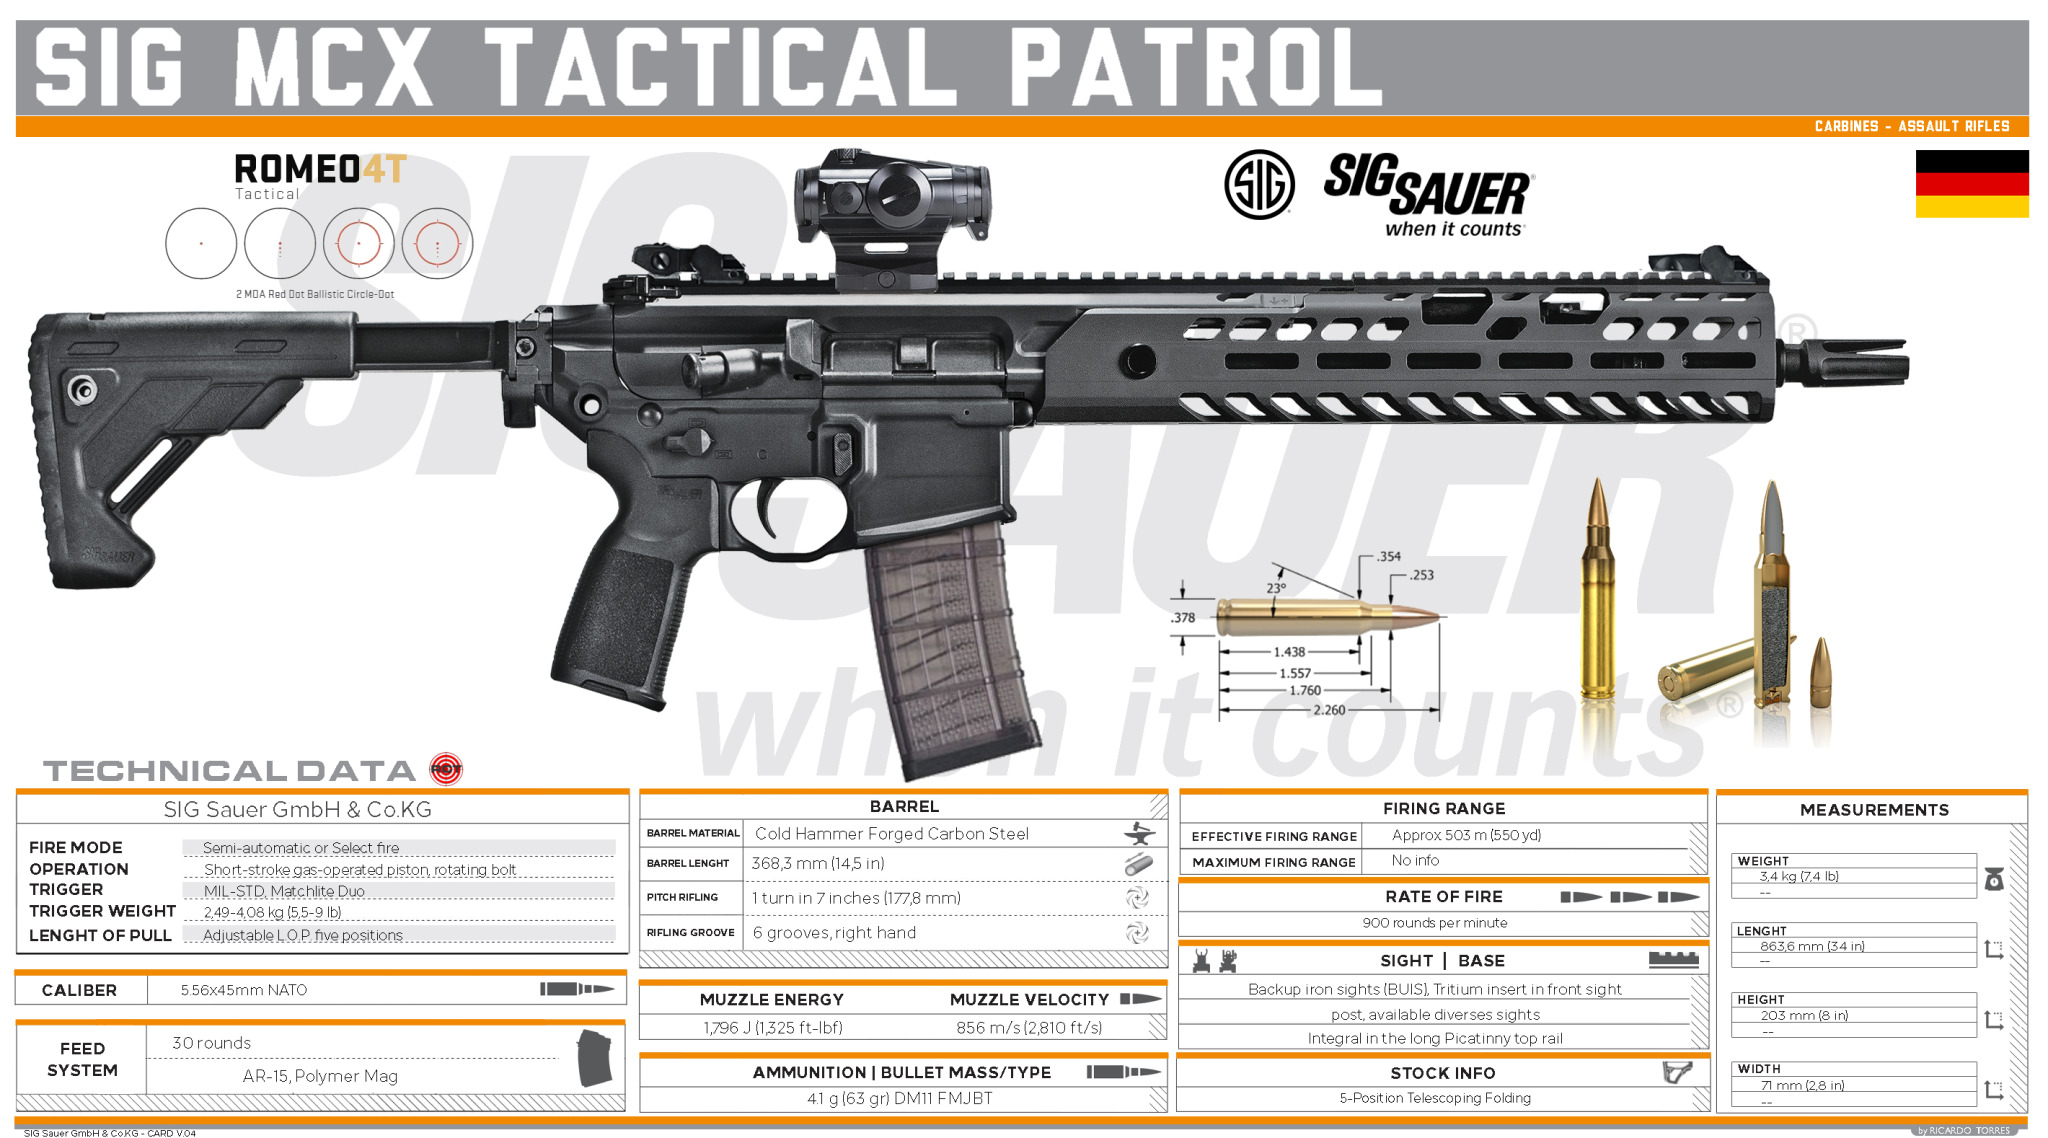 SIG MCX TACTICAL PATROL
CARBINES - ASSAULT RIFLES
ROMEO4T
Tactical
2 MOA Red Dot Ballistic Circle-Dot
SIG
SIG SAUER
when it counts
SIG SAUER
when it counts
SIG SAUER
.354
.253
23°
.378
1.438
1.557
1.760
2.260
TECHNICAL DATA
SIG Sauer GmbH & Co.KG
FIRE MODE Semi-automatic or Select fire
OPERATION Short-stroke gas-operated piston, rotating bolt
TRIGGER MIL-STD, Matchlite Duo
TRIGGER WEIGHT 2,49-4,08 kg (5,5-9 lb)
LENGHT OF PULL Adjustable L.O.P. five positions
CALIBER 5.56x45mm NATO
FEED SYSTEM
30 rounds
AR-15, Polymer Mag
BARREL
BARREL MATERIAL Cold Hammer Forged Carbon Steel
BARREL LENGHT 368,3 mm (14,5 in)
PITCH RIFLING 1 turn in 7 inches (177,8 mm)
RIFLING GROOVE 6 grooves, right hand
MUZZLE ENERGY MUZZLE VELOCITY
1,796 J (1,325 ft-lbf) 856 m/s (2,810 ft/s)
AMMUNITION | BULLET MASS/TYPE
4.1 g (63 gr) DM11 FMJBT
FIRING RANGE
EFFECTIVE FIRING RANGE Approx 503 m (550 yd)
MAXIMUM FIRING RANGE No info
RATE OF FIRE
900 rounds per minute
SIGHT | BASE
Backup iron sights (BUIS), Tritium insert in front sight
post, available diverses sights
Integral in the long Picatinny top rail
STOCK INFO
5-Position Telescoping Folding
MEASUREMENTS
WEIGHT
3,4 kg (7,4 lb)
--
LENGHT
863,6 mm (34 in)
--
HEIGHT
203 mm (8 in)
--
WIDTH
71 mm (2,8 in)
--
SIG Sauer GmbH & Co.KG - CARD V.04
by RICARDO TORRES